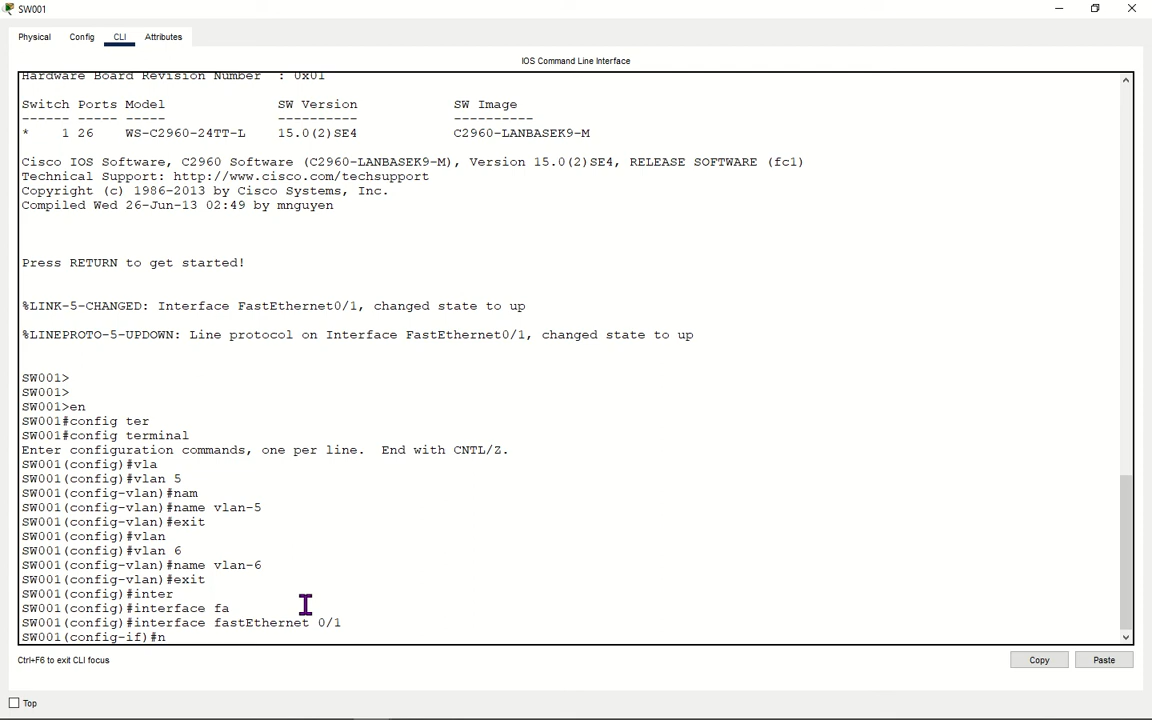 SW001
Physical Config CLI Attributes
IOS Command Line Interface
Hardware Board Revision Number : 0x01
Switch Ports Model SW Version SW Image
------ ----- ----- ---------- ----------
* 1 26 WS-C2960-24TT-L 15.0(2)SE4 C2960-LANBASEK9-M
Cisco IOS Software, C2960 Software (C2960-LANBASEK9-M), Version 15.0(2)SE4, RELEASE SOFTWARE (fc1)
Technical Support: http://www.cisco.com/techsupport
Copyright (c) 1986-2013 by Cisco Systems, Inc.
Compiled Wed 26-Jun-13 02:49 by mnguyen
Press RETURN to get started!
%LINK-5-CHANGED: Interface FastEthernet0/1, changed state to up
%LINEPROTO-5-UPDOWN: Line protocol on Interface FastEthernet0/1, changed state to up
SW001>
SW001>
SW001>en
SW001#config ter
SW001#config terminal
Enter configuration commands, one per line. End with CNTL/Z.
SW001(config)#vla
SW001(config)#vlan 5
SW001(config-vlan)#nam
SW001(config-vlan)#name vlan-5
SW001(config-vlan)#exit
SW001(config)#vlan
SW001(config)#vlan 6
SW001(config-vlan)#name vlan-6
SW001(config-vlan)#exit
SW001(config)#inter
SW001(config)#interface fa
SW001(config)#interface fastEthernet 0/1
SW001(config-if)#n
Ctrl+F6 to exit CLI focus
Copy Paste
Top